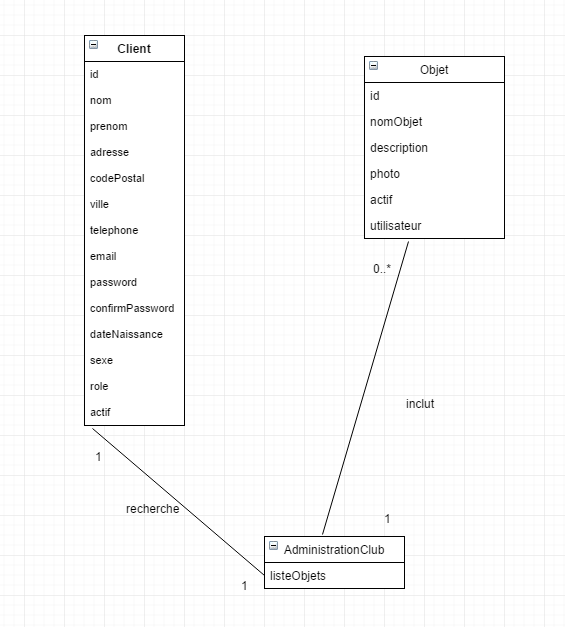 Client
id
nom
prenom
adresse
codePostal
ville
telephone
email
password
confirmPassword
dateNaissance
sexe
role
actif
Objet
id
nomObjet
description
photo
actif
utilisateur
0..*
inclut
1
1
recherche
1
AdministrationClub
listeObjets